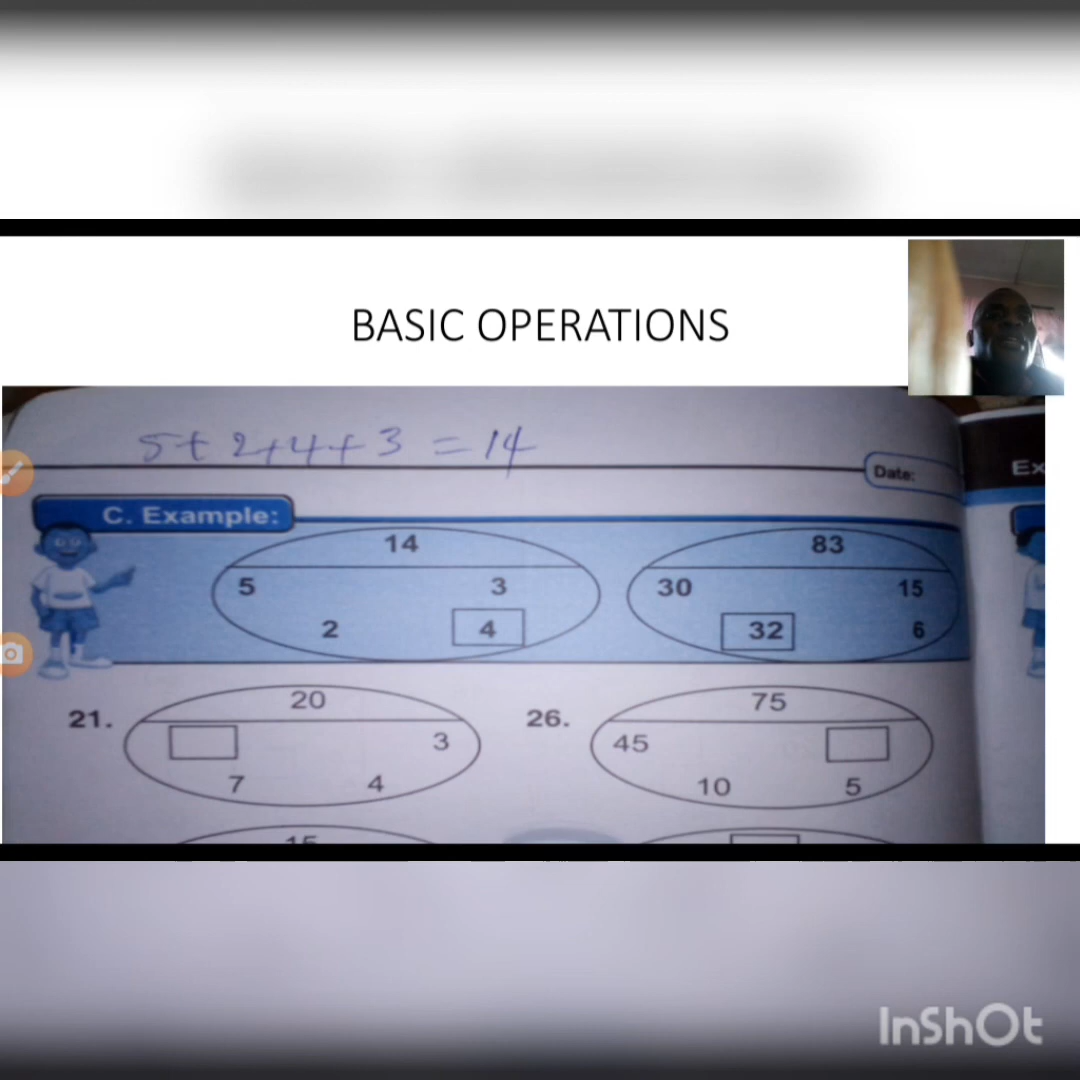 BASIC OPERATIONS
5+ 2+4+3 = 14
Date:
Ex
C. Example:
14
83
5 3
30 15
2 4
32 6
21.
20
26.
75
3
45
7 4
10 5
15
InShOt